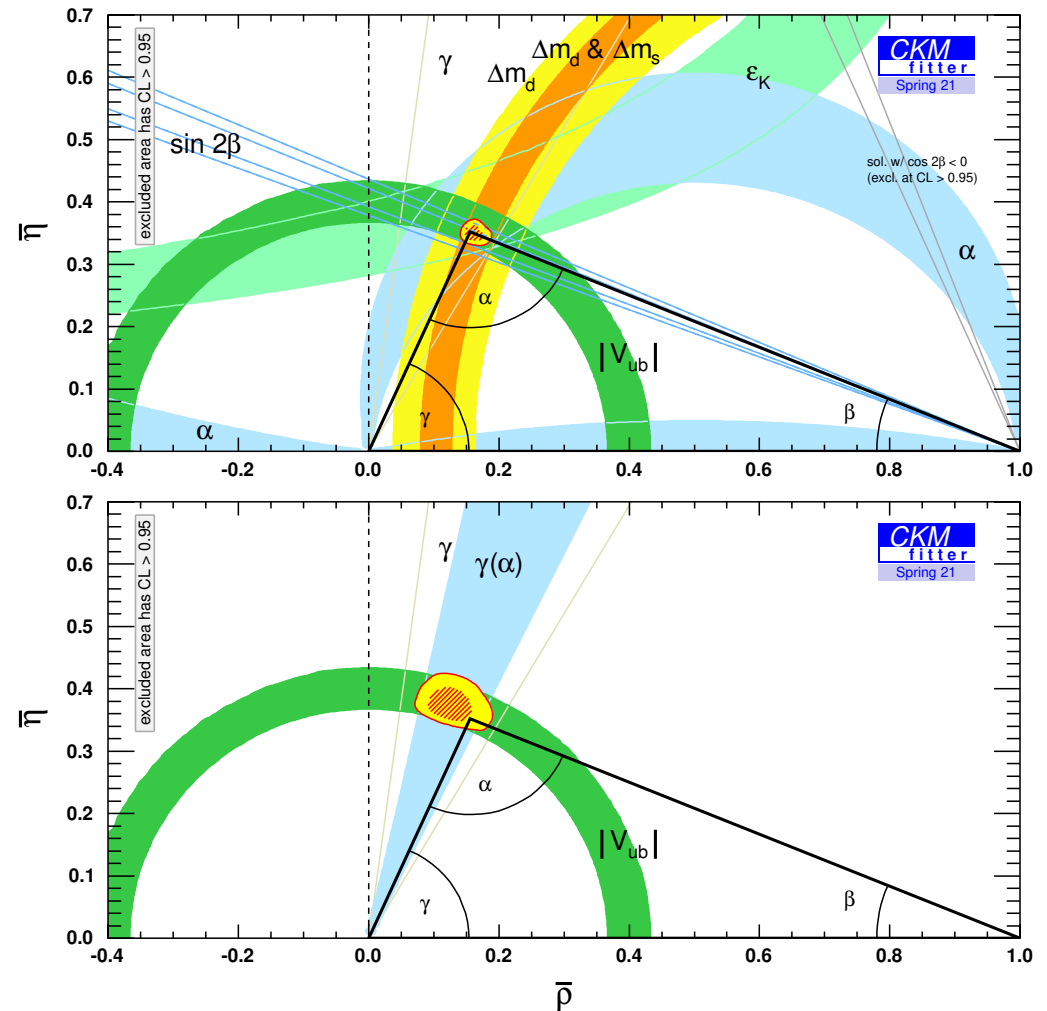 excluded area has CL > 0.95
γ
Δm_d
Δm_d & Δm_s
ε_K
CKM
fitter
Spring 21
sin 2β
sol. w/ cos 2β < 0
(excl. at CL > 0.95)
α
α
|V_ub|
γ
β
α
η̅
0.0
0.1
0.2
0.3
0.4
0.5
0.6
0.7
-0.4
-0.2
0.0
0.2
0.4
0.6
0.8
1.0
excluded area has CL > 0.95
γ
γ(α)
CKM
fitter
Spring 21
α
|V_ub|
γ
β
η̅
0.0
0.1
0.2
0.3
0.4
0.5
0.6
0.7
-0.4
-0.2
0.0
0.2
0.4
0.6
0.8
1.0
ρ̅